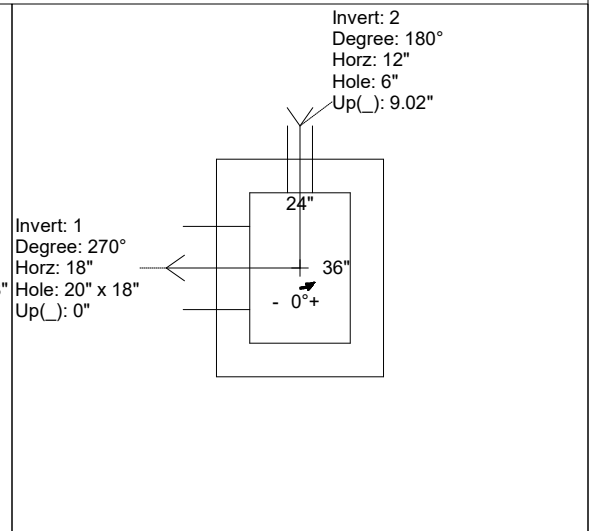 Invert: 2
Degree: 180°
Horz: 12"
Hole: 6"
Up(_): 9.02"
24"
Invert: 1
Degree: 270°
Horz: 18"
Hole: 20" x 18"
Up(_): 0"
36"
- 0°+
"